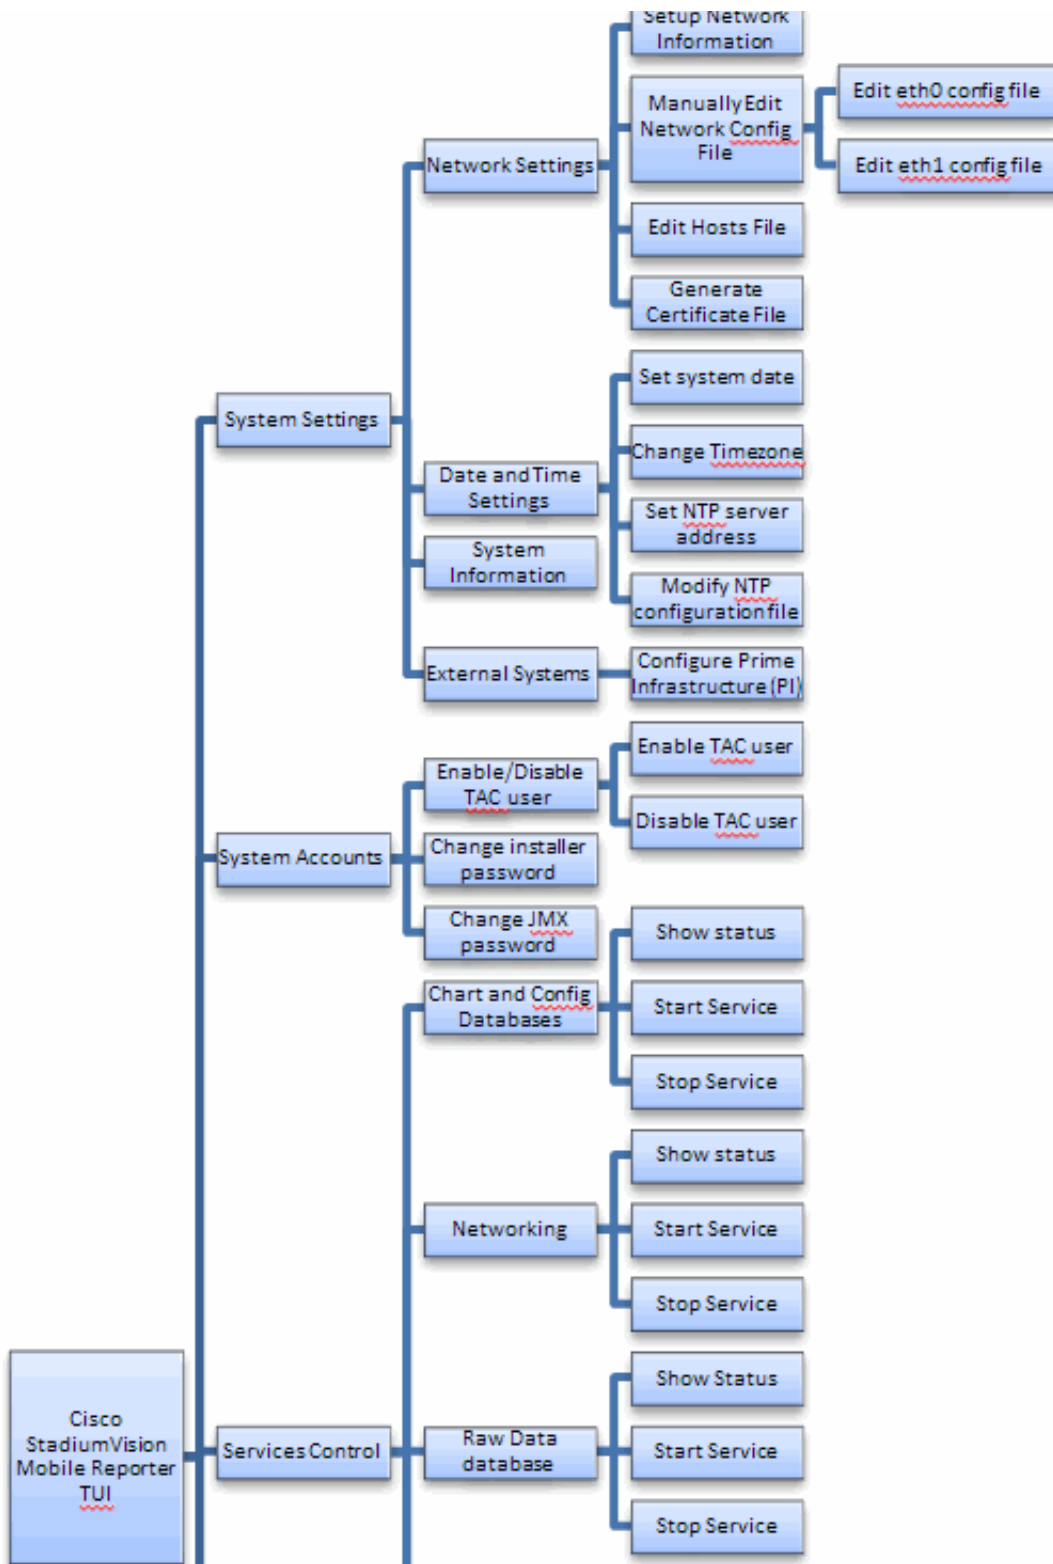 Setup Network
Information
Manually Edit
Network Config
File
Edit eth0 config file
Edit eth1 config file
Network Settings
Edit Hosts File
Generate
Certificate File
Set system date
System Settings
Change Timezone
Date and Time
Settings
Set NTP server
address
System
Information
Modify NTP
configuration file
External Systems
Configure Prime
Infrastructure (PI)
Enable TAC user
Enable/Disable
TAC user
Disable TAC user
System Accounts
Change installer
password
Change JMX
password
Show status
Chart and Config
Databases
Start Service
Stop Service
Show status
Networking
Start Service
Stop Service
Show Status
Cisco
StadiumVision
Mobile Reporter
TUI
Services Control
Raw Data
database
Start Service
Stop Service